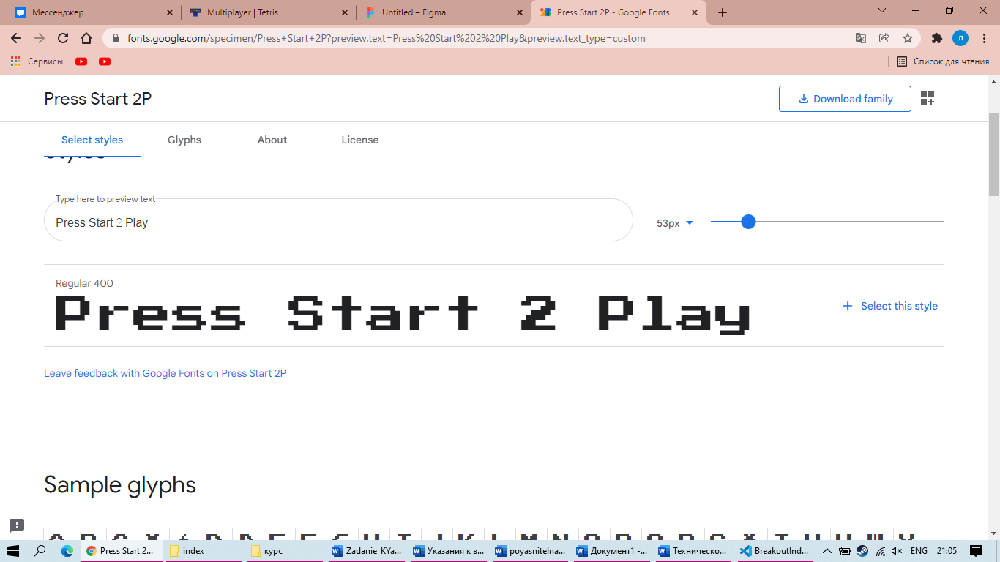 Мессенджер
Multiplayer | Tetris
Untitled – Figma
Press Start 2P - Google Fonts
fonts.google.com/specimen/Press+Start+2P?preview.text=Press%20Start%202%20Play&preview.text_type=custom
Л
Сервисы
Список для чтения
Press Start 2P
Download family
Select styles
Glyphs
About
License
Styles
Type here to preview text
Press Start 2 Play
53px
Regular 400
Press Start 2 Play
Select this style
Leave feedback with Google Fonts on Press Start 2P
Sample glyphs
Press Start 2...
index
курс
Zadanie_KYa...
Указания к в...
poyasnitelna...
Документ1 -...
Техническо...
BreakoutInd...
ENG
21:05